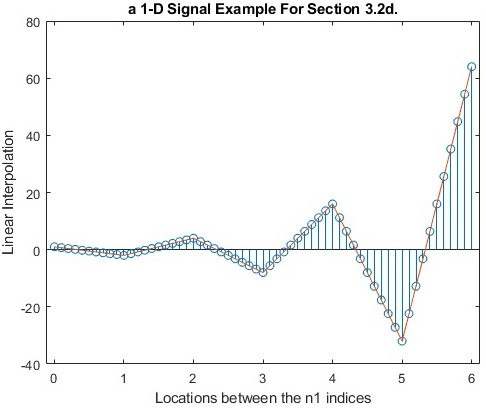 a 1-D Signal Example For Section 3.2d.
80
60
40
20
0
-20
-40
Linear Interpolation
0 1 2 3 4 5 6
Locations between the n1 indices